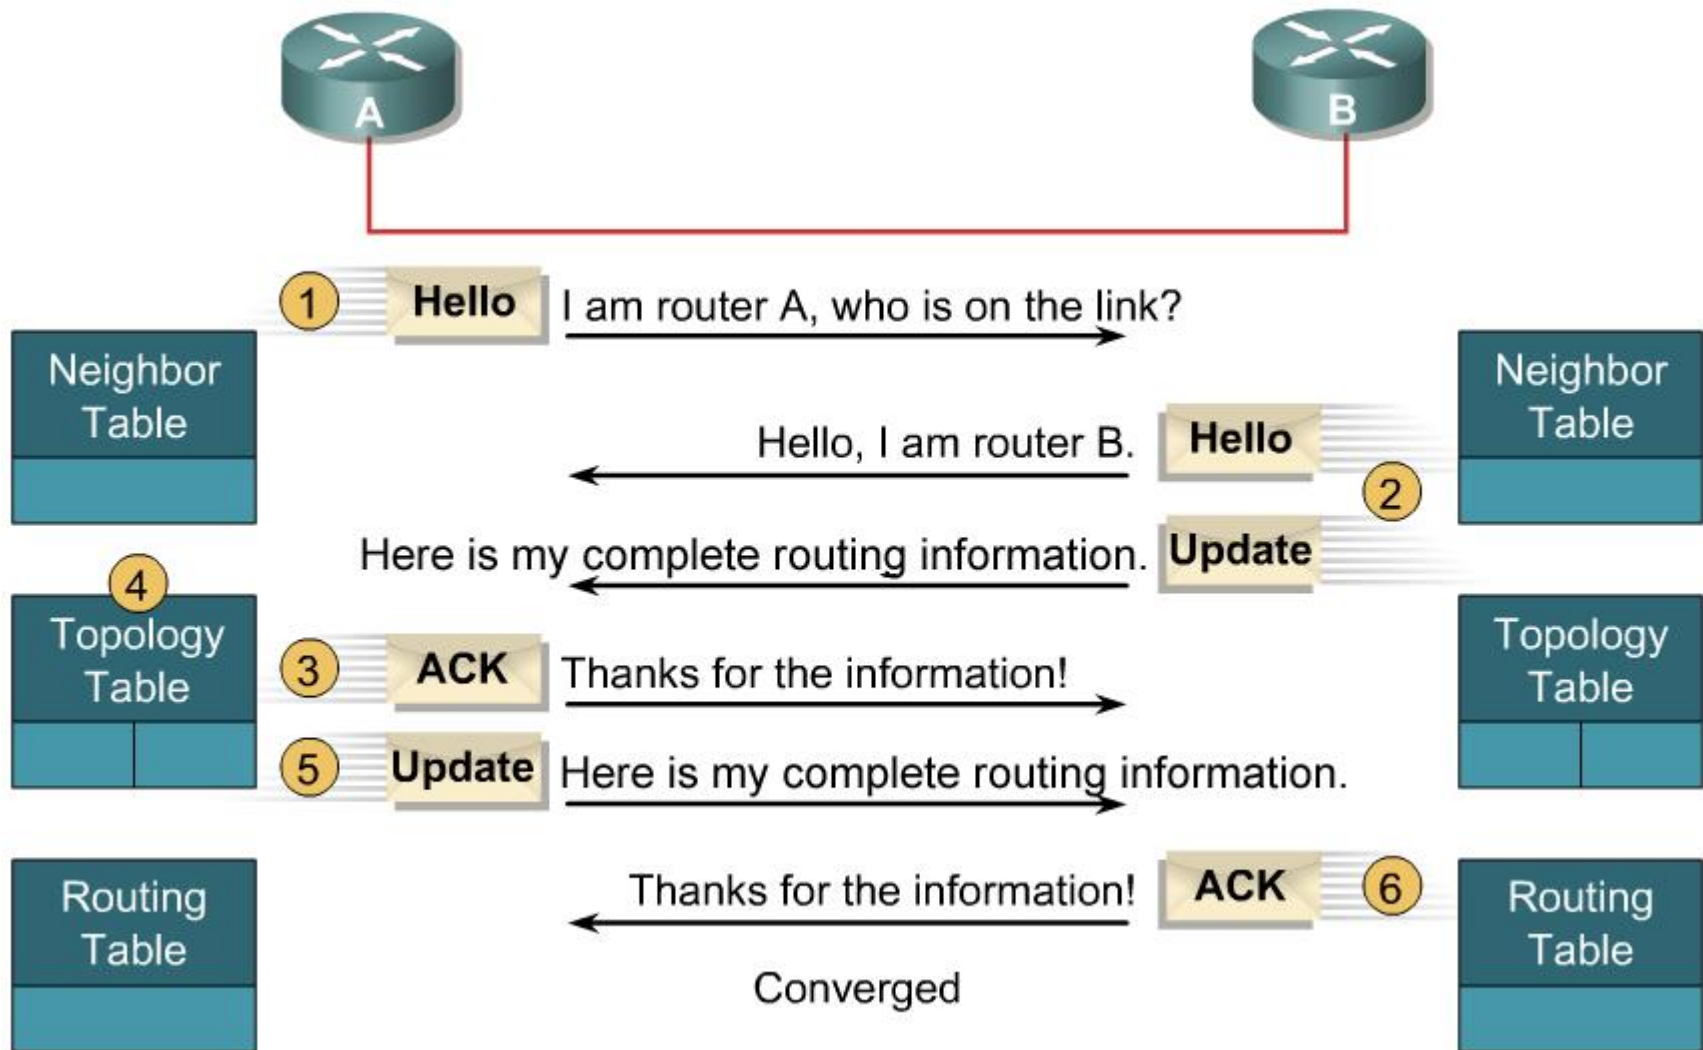 A
B
1
Hello
I am router A, who is on the link?
Neighbor
Table
Neighbor
Table
Hello, I am router B.
Hello
2
Here is my complete routing information.
Update
4
Topology
Table
Topology
Table
3
ACK
Thanks for the information!
5
Update
Here is my complete routing information.
Thanks for the information!
ACK
6
Routing
Table
Routing
Table
Converged